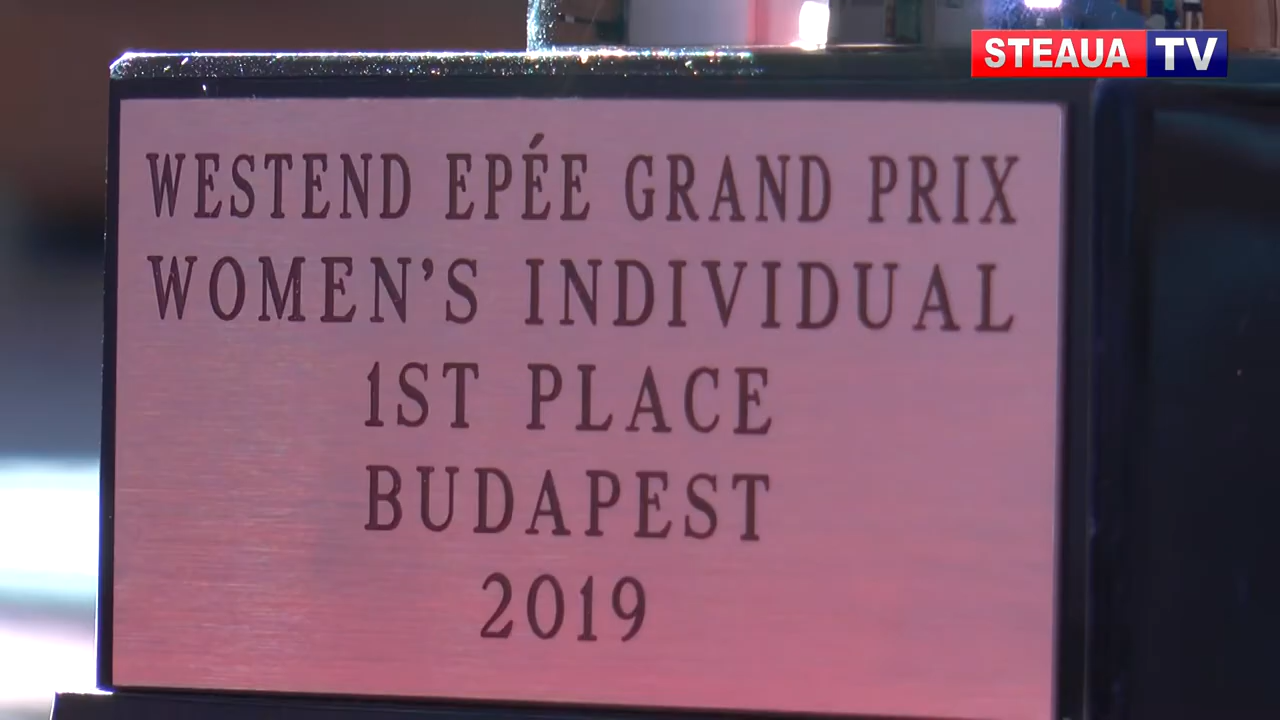 STEAUA TV
WESTEND EPÉE GRAND PRIX
WOMEN'S INDIVIDUAL
1ST PLACE
BUDAPEST
2019